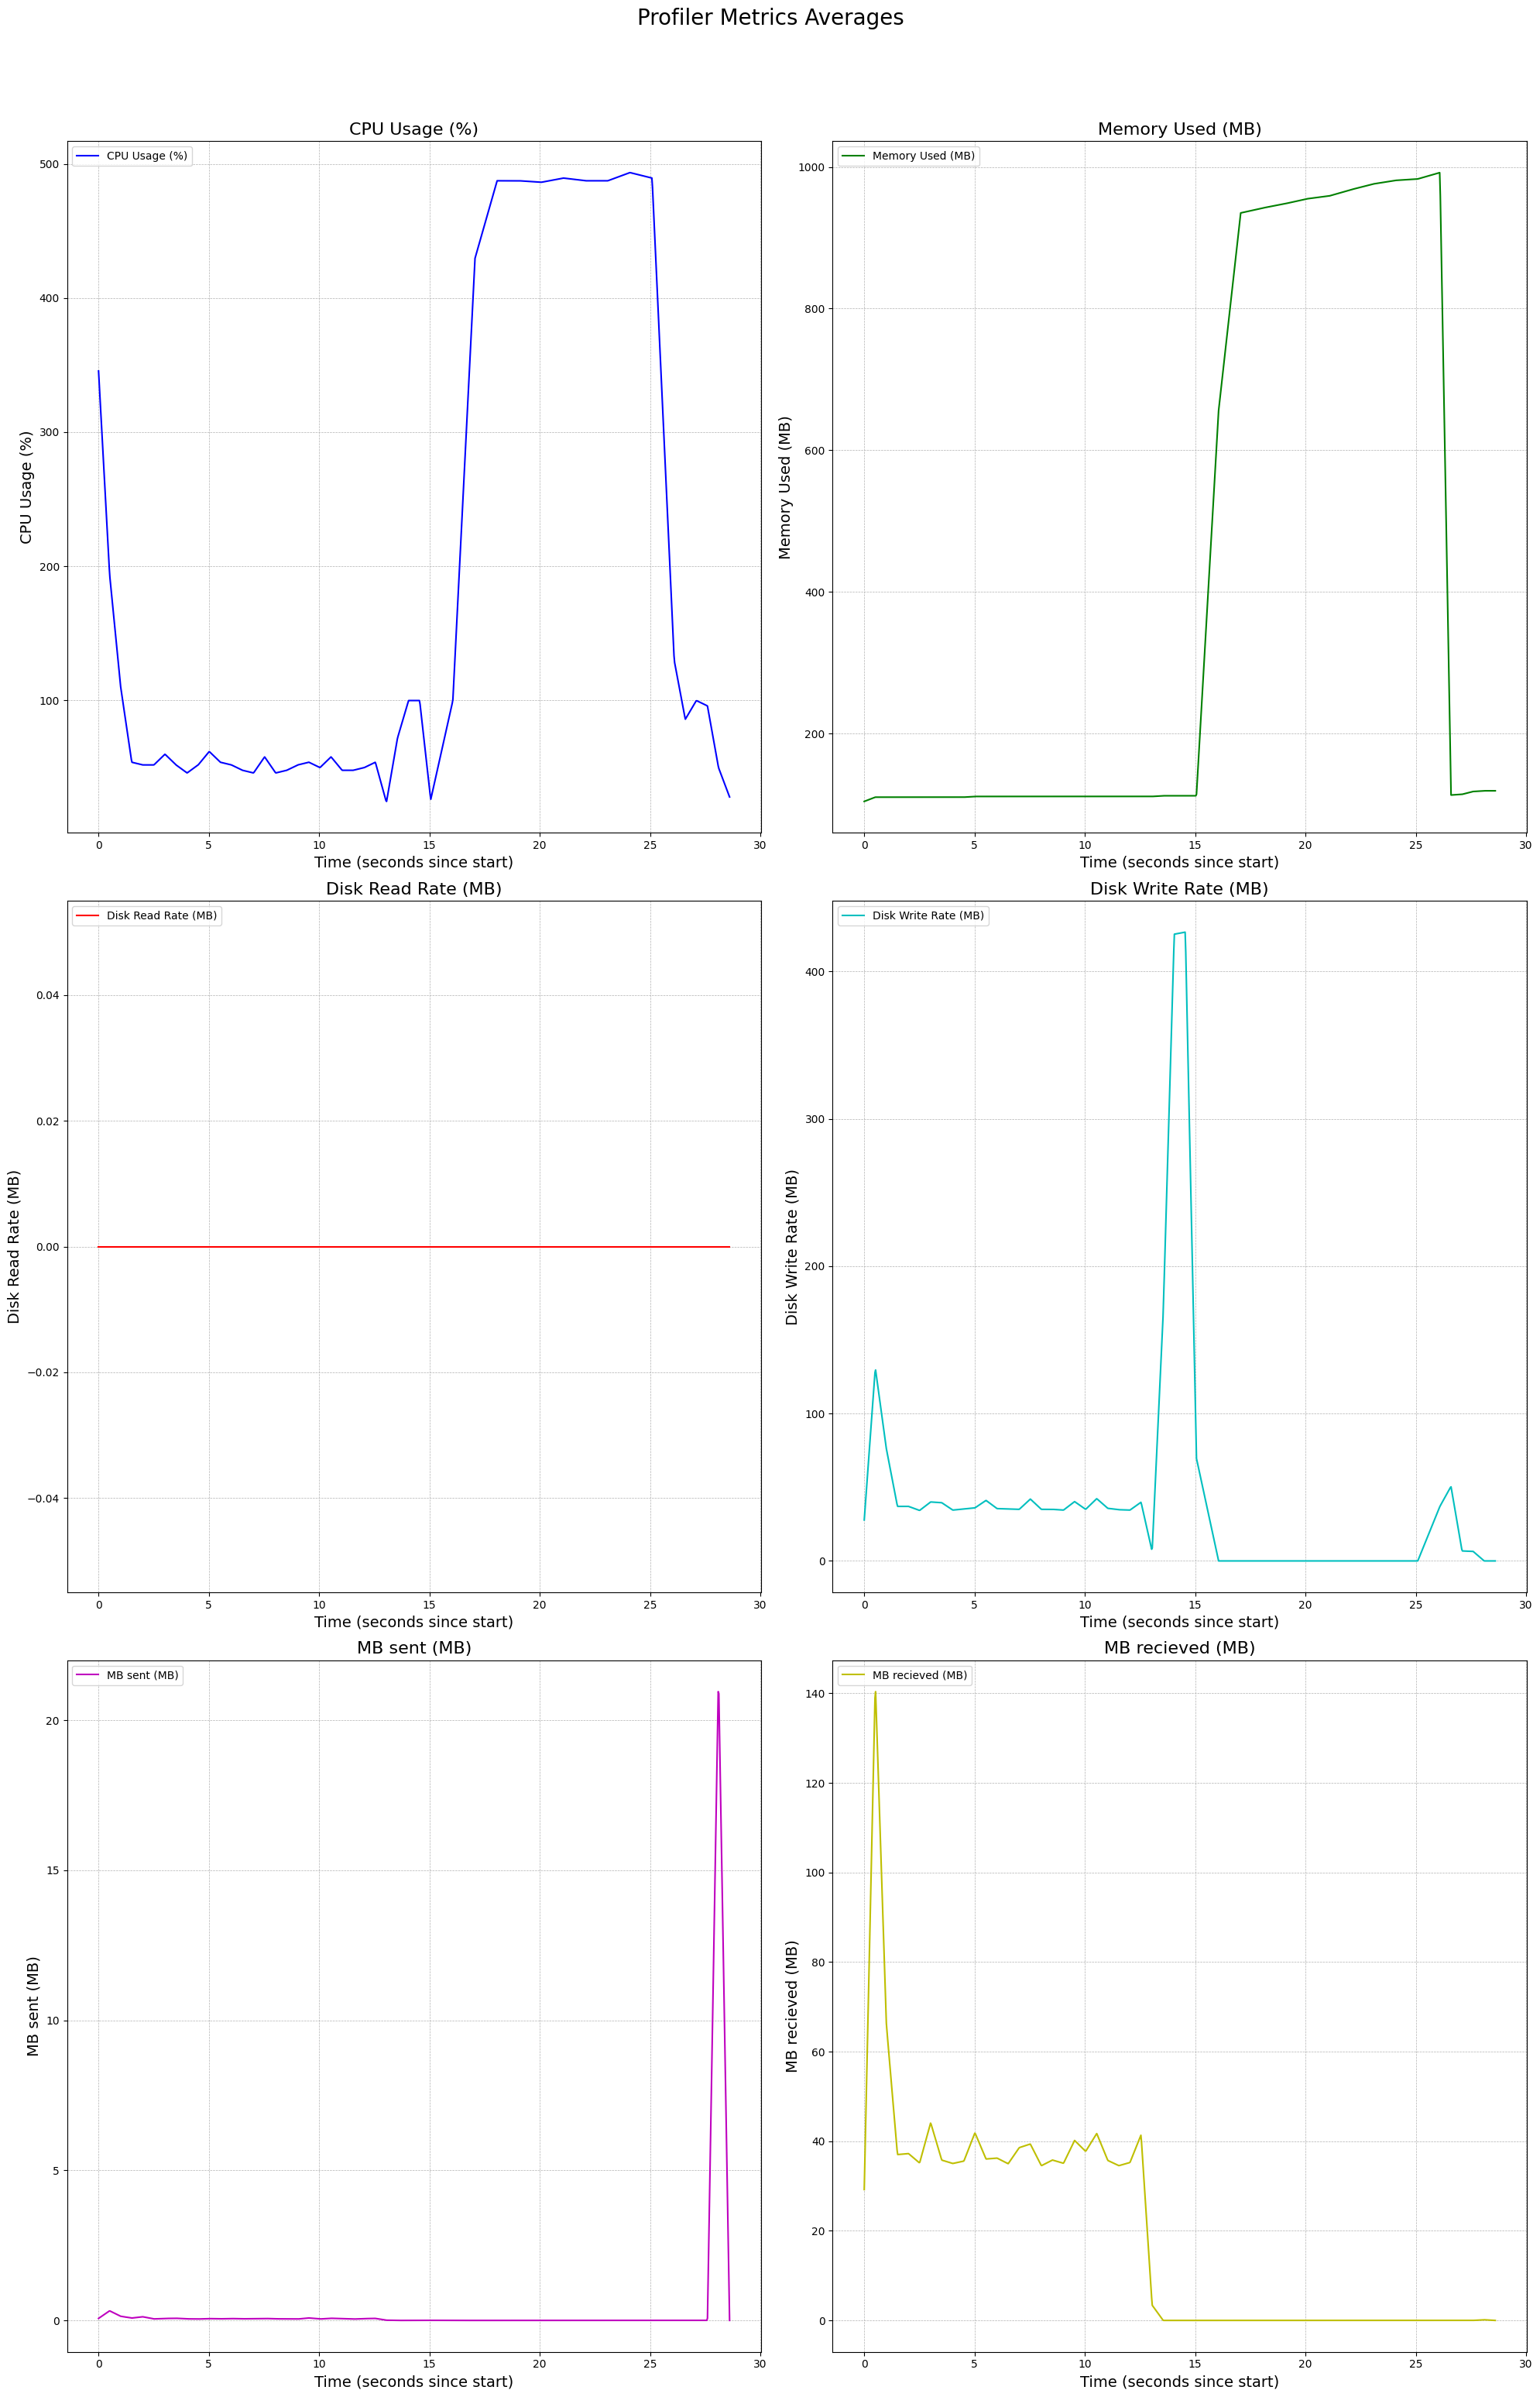 Profiler Metrics Averages
CPU Usage (%)
CPU Usage (%)
CPU Usage (%)
500
400
300
200
100
0 5 10 15 20 25 30
Time (seconds since start)
Memory Used (MB)
Memory Used (MB)
Memory Used (MB)
1000
800
600
400
200
0 5 10 15 20 25 30
Time (seconds since start)
Disk Read Rate (MB)
Disk Read Rate (MB)
Disk Read Rate (MB)
0.04
0.02
0.00
−0.02
−0.04
0 5 10 15 20 25 30
Time (seconds since start)
Disk Write Rate (MB)
Disk Write Rate (MB)
Disk Write Rate (MB)
400
300
200
100
0
0 5 10 15 20 25 30
Time (seconds since start)
MB sent (MB)
MB sent (MB)
MB sent (MB)
20
15
10
5
0
0 5 10 15 20 25 30
Time (seconds since start)
MB recieved (MB)
MB recieved (MB)
MB recieved (MB)
140
120
100
80
60
40
20
0
0 5 10 15 20 25 30
Time (seconds since start)